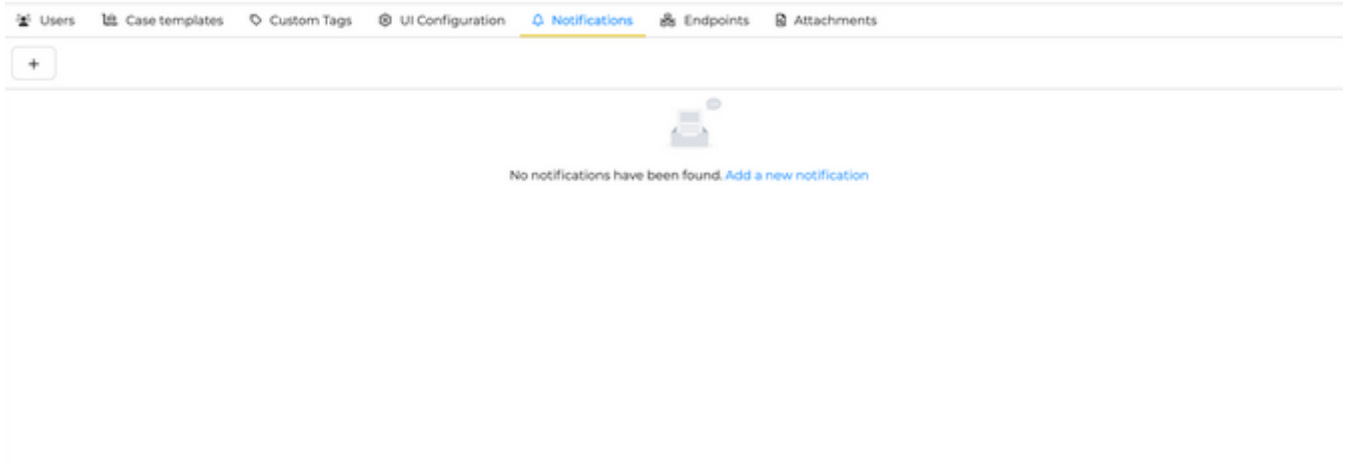 Users Case templates Custom Tags UI Configuration Notifications Endpoints Attachments
+
No notifications have been found. Add a new notification